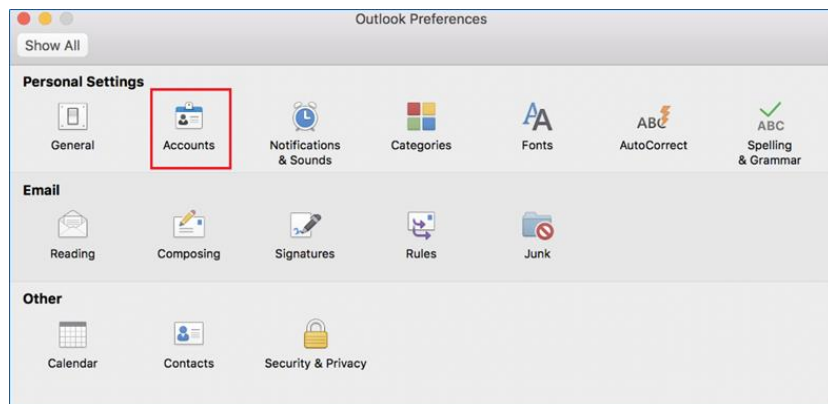 Outlook Preferences
Show All
Personal Settings
General
Accounts
Notifications
& Sounds
Categories
Fonts
ABC
AutoCorrect
ABC
Spelling
& Grammar
Email
Reading
Composing
Signatures
Rules
Junk
Other
Calendar
Contacts
Security & Privacy